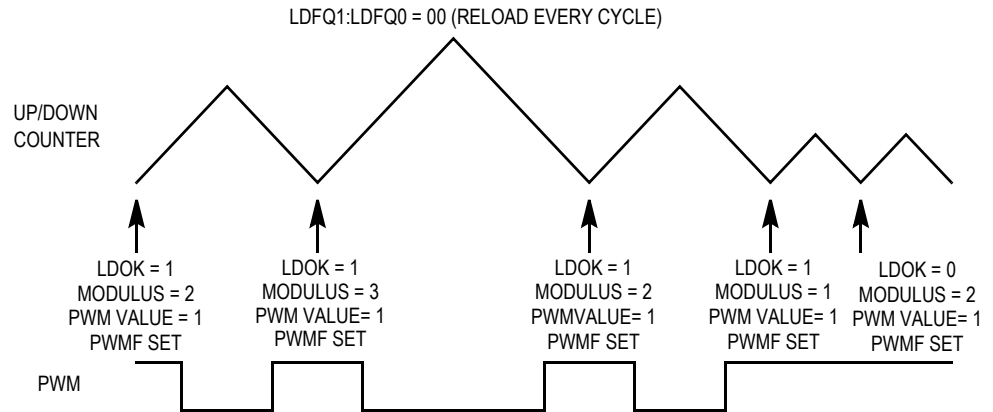 LDFQ1:LDFQ0 = 00 (RELOAD EVERY CYCLE)
UP/DOWN
COUNTER
LDOK = 1
MODULUS = 2
PWM VALUE = 1
PWMF SET
LDOK = 1
MODULUS = 3
PWM VALUE= 1
PWMF SET
LDOK = 1
MODULUS = 2
PWMVALUE= 1
PWMF SET
LDOK = 1
MODULUS = 1
PWM VALUE= 1
PWMF SET
LDOK = 0
MODULUS = 2
PWM VALUE= 1
PWMF SET
PWM